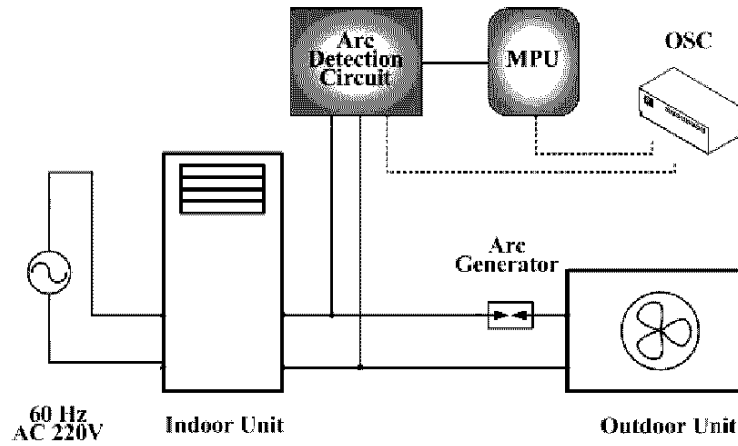 Arc
Detection
Circuit
MPU
OSC
Arc
Generator
60 Hz
AC 220V
Indoor Unit
Outdoor Unit